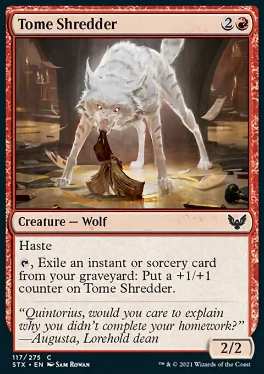 Tome Shredder 2
Creature — Wolf
Haste
, Exile an instant or sorcery card
from your graveyard: Put a +1/+1
counter on Tome Shredder.
“Quintorius, would you care to explain
why you didn’t complete your homework?”
—Augusta, Lorehold dean
2/2
117/275 C
STX • EN SAM ROWAN
™ & © 2021 Wizards of the Coast